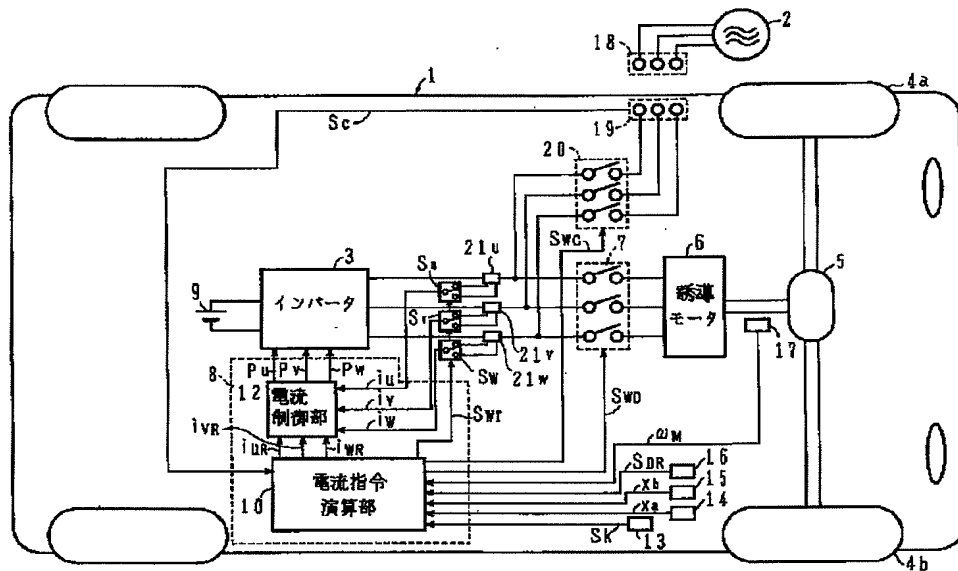 2
18
1
4a
Sc
19
20
Swc
7
6
5
3
Su
21u
9
インバータ
Sv
誘導
モータ
21v
17
8
Pu Pv Pw
Sw
21w
12
iu
電流
制御部
iv
iw
Swr
SWD
ωM
iVR
iUR
iWR
SDR
16
電流指令
演算部
xb
15
10
xa
14
Sk
13
4b